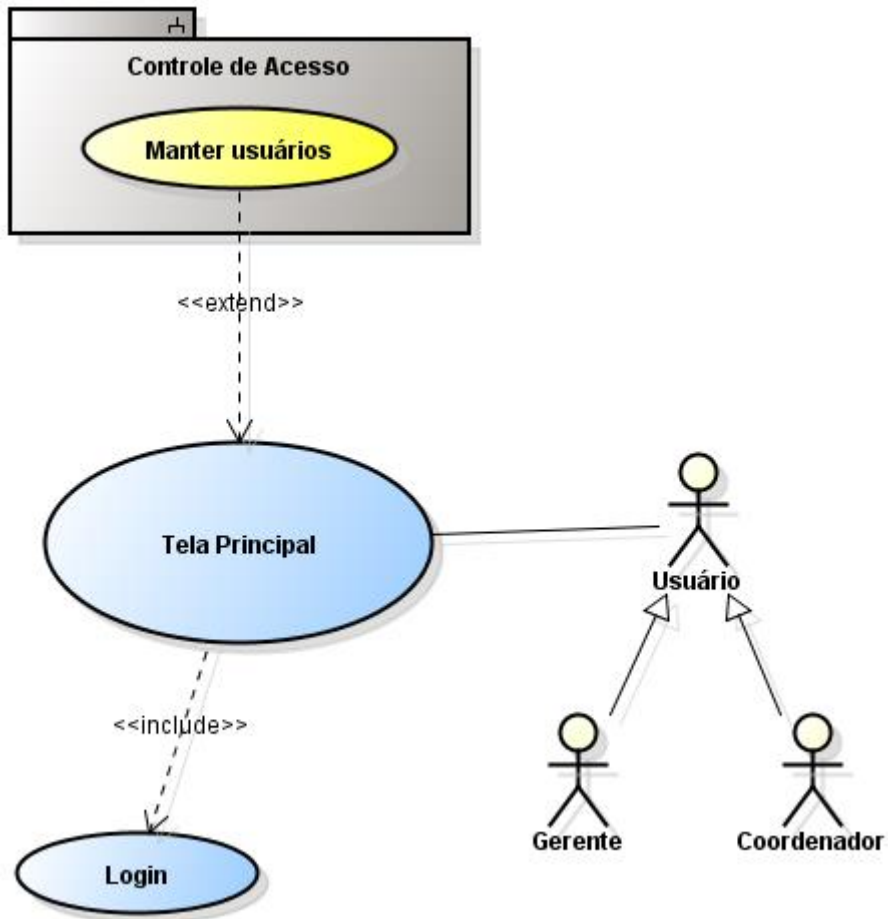 Controle de Acesso
Manter usuários
<<extend>>
Tela Principal
Usuário
<<include>>
Gerente
Coordenador
Login